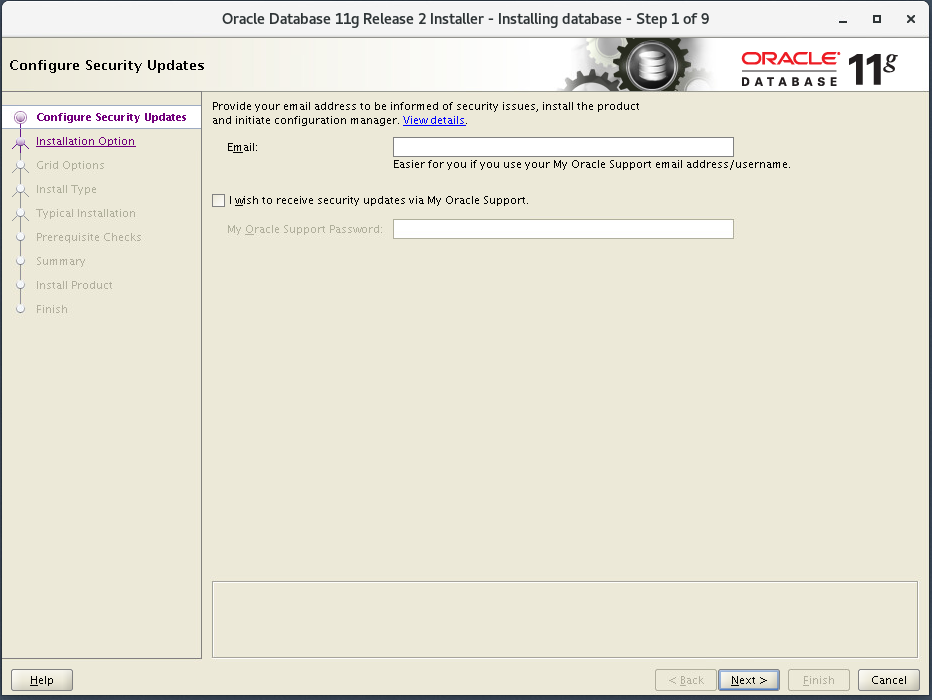 Oracle Database 11g Release 2 Installer - Installing database - Step 1 of 9
Configure Security Updates
ORACLE
DATABASE
11g
Configure Security Updates
Installation Option
Grid Options
Install Type
Typical Installation
Prerequisite Checks
Summary
Install Product
Finish
Provide your email address to be informed of security issues, install the product
and initiate configuration manager. View details.
Email:
Easier for you if you use your My Oracle Support email address/username.
I wish to receive security updates via My Oracle Support.
My Oracle Support Password:
Help
< Back
Next >
Finish
Cancel